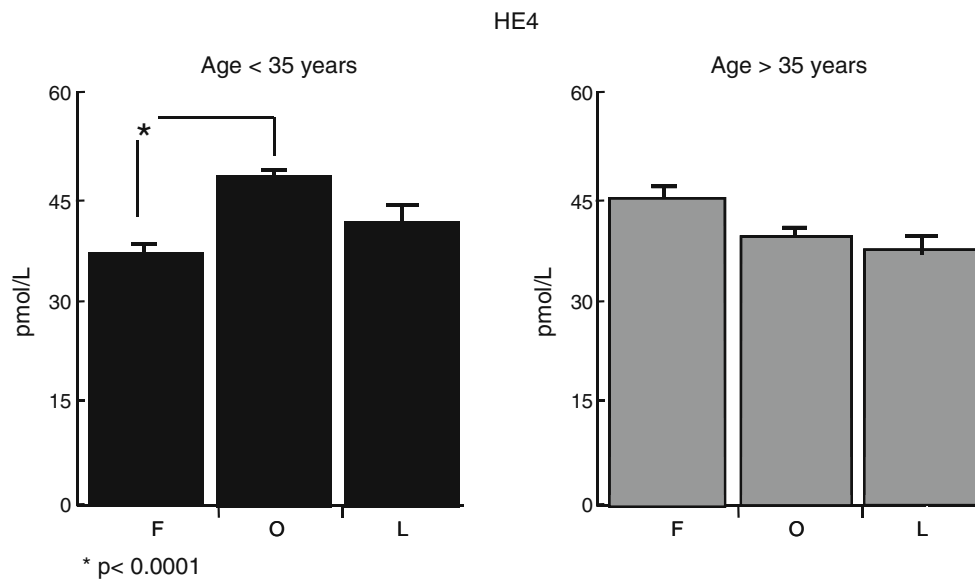 HE4
Age < 35 years
60
45
30
15
0
pmol/L
*
F O L
* p< 0.0001
Age > 35 years
60
45
30
15
0
pmol/L
F O L